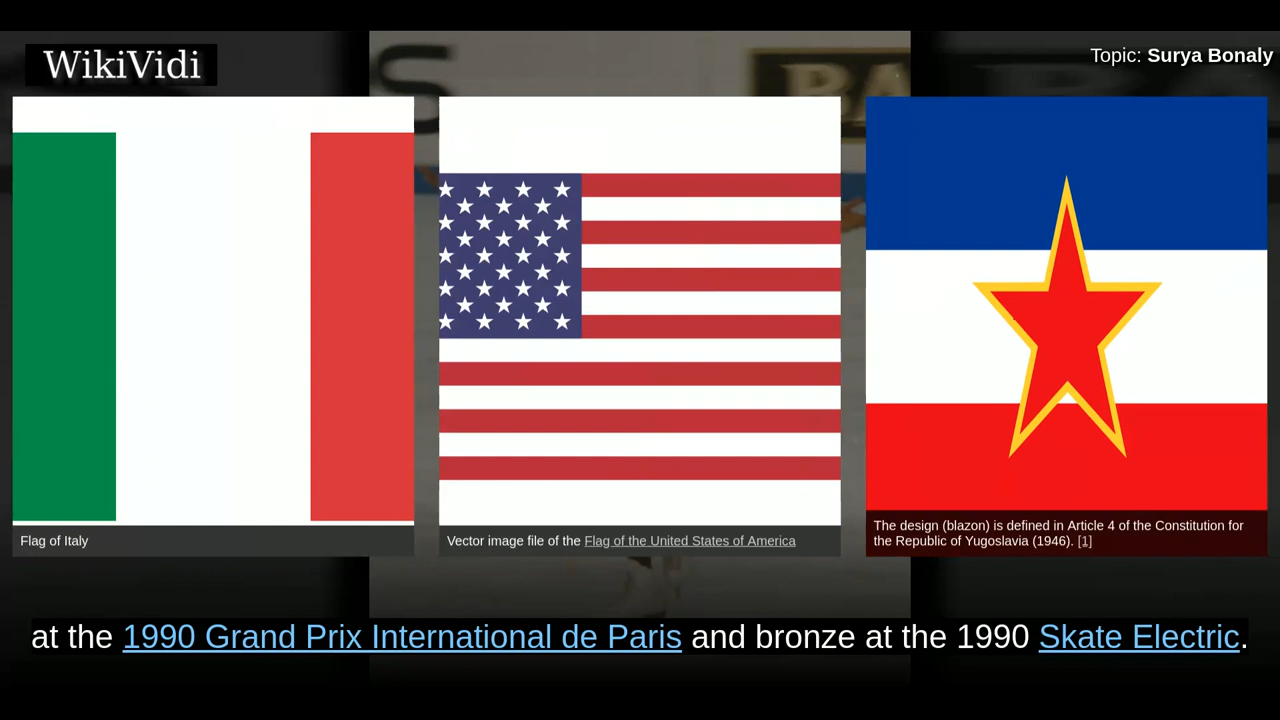 WikiVidi
Topic: Surya Bonaly
S
BA
Flag of Italy
Vector image file of the Flag of the United States of America
The design (blazon) is defined in Article 4 of the Constitution for
the Republic of Yugoslavia (1946). [1]
at the 1990 Grand Prix International de Paris and bronze at the 1990 Skate Electric.